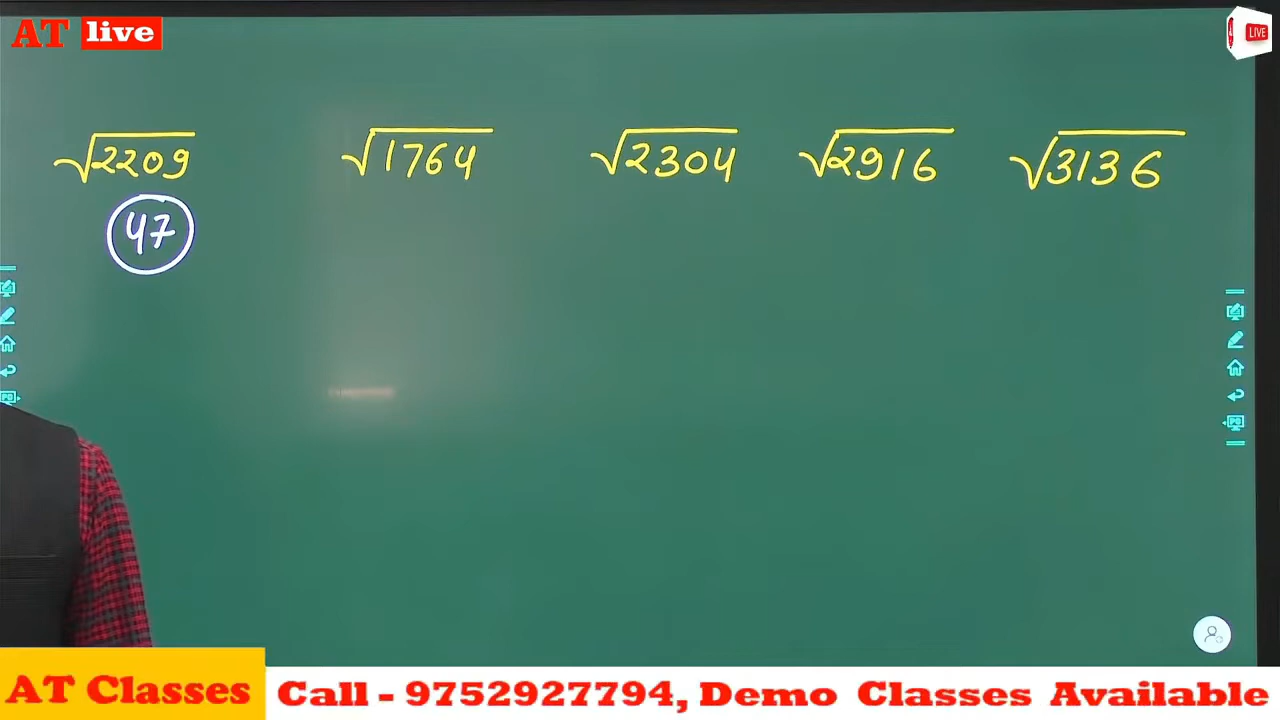 AT live
LIVE
√2209 √1764 √2304 √2916 √3136
47
AT Classes Call - 9752927794, Demo Classes Available